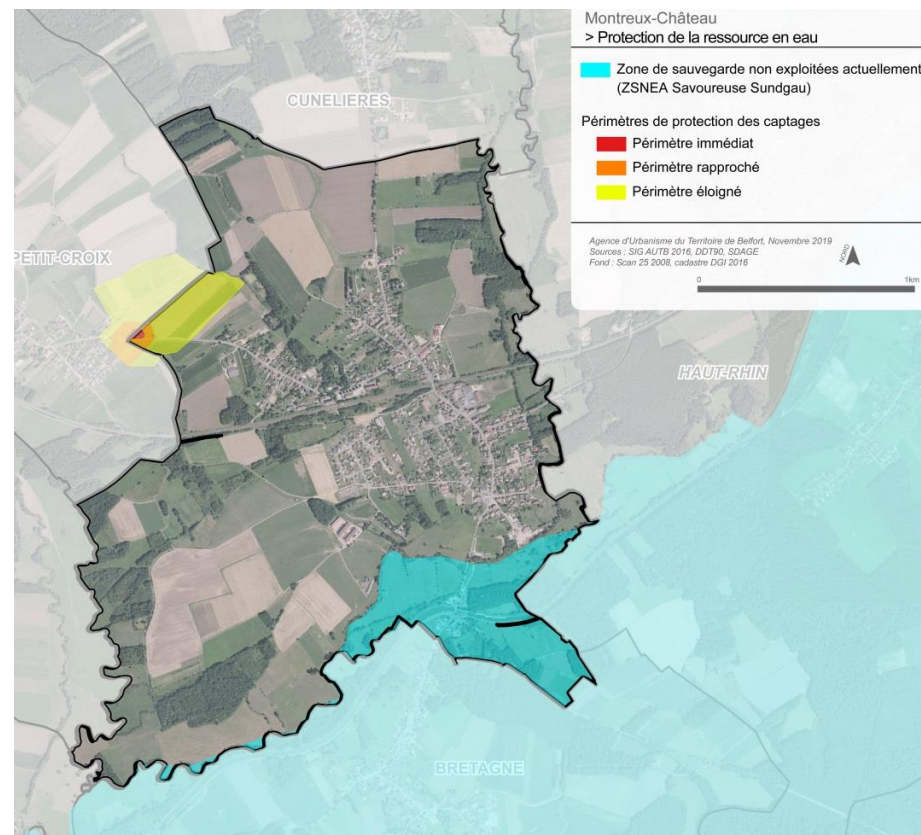 Montreux-Château
> Protection de la ressource en eau
Zone de sauvegarde non exploitées actuellement
(ZSNEA Savoureuse Sundgau)
Périmètres de protection des captages
Périmètre immédiat
Périmètre rapproché
Périmètre éloigné
Agence d'Urbanisme du Territoire de Belfort, Novembre 2019
Sources : SIG AUTB 2016, DDT90, SDAGE
Fond : Scan 25 2008, cadastre DGI 2016
NORD
0 1km
CUNELIERES
PETIT-CROIX
HAUT-RHIN
BRETAGNE